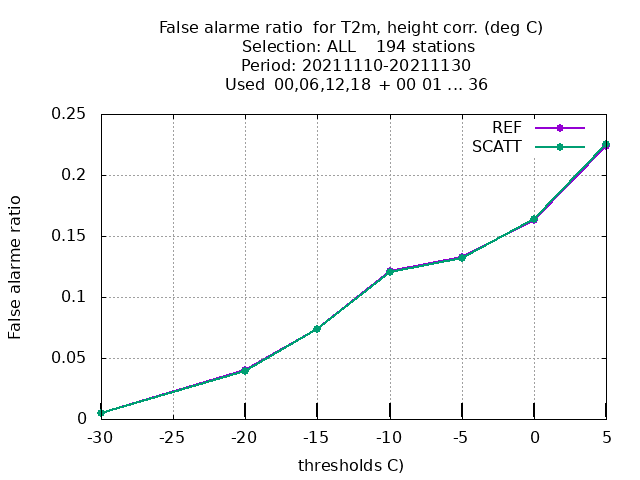 False alarme ratio  for T2m, height corr. (deg C)
Selection: ALL    194 stations
Period: 20211110-20211130
Used  00,06,12,18  + 00 01 ... 36
REF
SCATT
0.25
0.2
0.15
0.1
0.05
0
False alarme ratio
-30 -25 -20 -15 -10 -5 0 5
thresholds C)